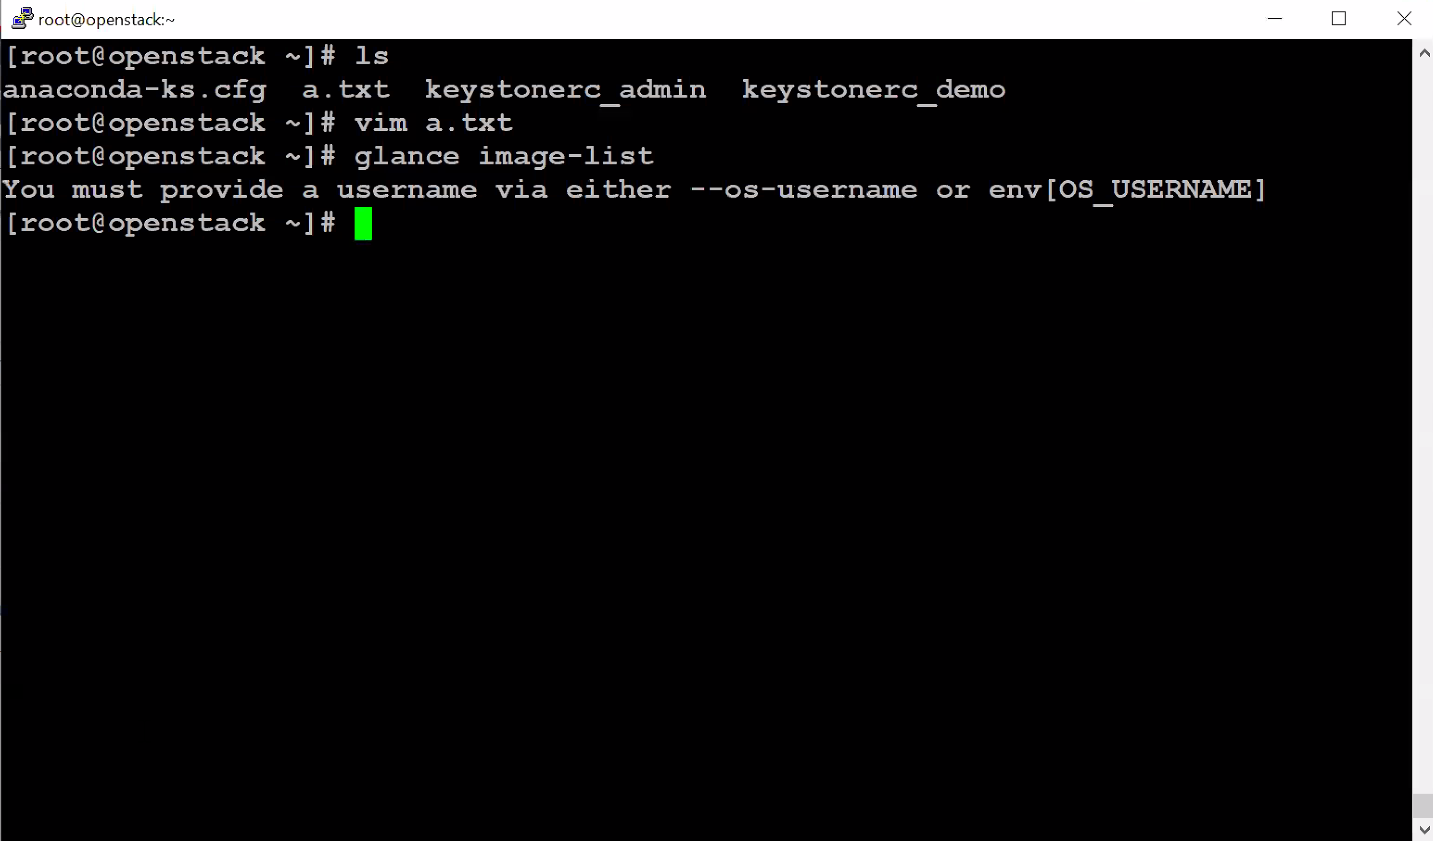 root@openstack:~
[root@openstack ~]# ls
anaconda-ks.cfg  a.txt  keystonerc_admin  keystonerc_demo
[root@openstack ~]# vim a.txt
[root@openstack ~]# glance image-list
You must provide a username via either --os-username or env[OS_USERNAME]
[root@openstack ~]#